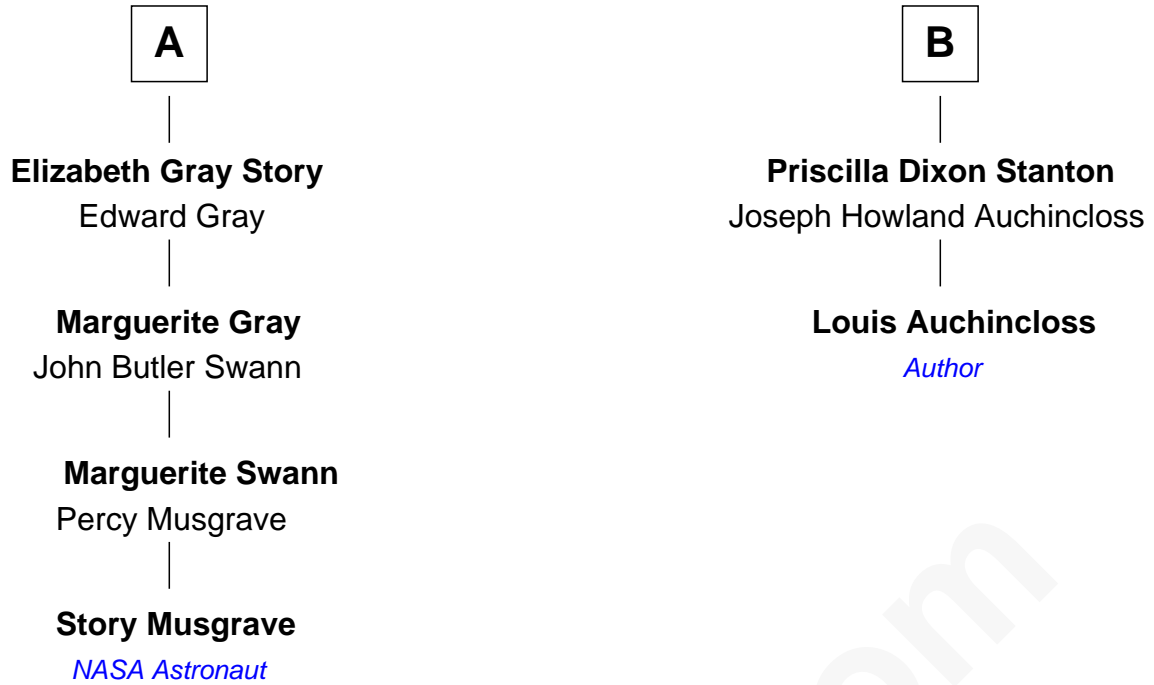 A
Elizabeth Gray Story
Edward Gray
Marguerite Gray
John Butler Swann
Marguerite Swann
Percy Musgrave
Story Musgrave
NASA Astronaut
B
Priscilla Dixon Stanton
Joseph Howland Auchincloss
Louis Auchincloss
Author
om